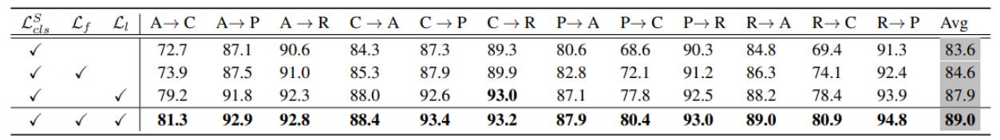 ℒ^S_cls ℒ_f ℒ_l A→ C A→ P A → R C → A C → P C → R P→ A P→ C P→ R R→ A R→ C R→ P Avg
✓ 72.7 87.1 90.6 84.3 87.3 89.3 80.6 68.6 90.3 84.8 69.4 91.3 83.6
✓ ✓ 73.9 87.5 91.0 85.3 87.9 89.9 82.8 72.1 91.2 86.3 74.1 92.4 84.6
✓ ✓ 79.2 91.8 92.3 88.0 92.6 93.0 87.1 77.8 92.5 88.2 78.4 93.9 87.9
✓ ✓ ✓ 81.3 92.9 92.8 88.4 93.4 93.2 87.9 80.4 93.0 89.0 80.9 94.8 89.0